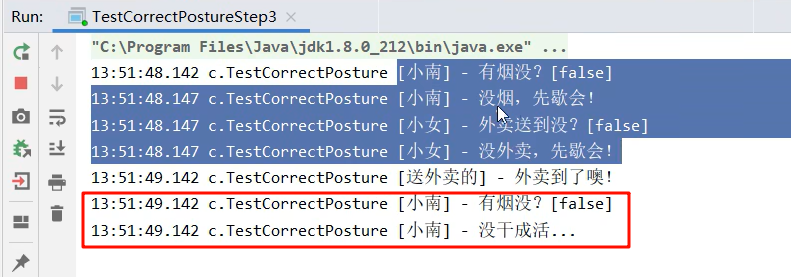 Run: TestCorrectPostureStep3 ×
"C:\Program Files\Java\jdk1.8.0_212\bin\java.exe" ...
13:51:48.142 c.TestCorrectPosture [小南] - 有烟没？[false]
13:51:48.147 c.TestCorrectPosture [小南] - 没烟，先歇会！
13:51:48.147 c.TestCorrectPosture [小女] - 外卖送到没？[false]
13:51:48.147 c.TestCorrectPosture [小女] - 没外卖，先歇会！
13:51:49.142 c.TestCorrectPosture [送外卖的] - 外卖到了噢！
13:51:49.142 c.TestCorrectPosture [小南] - 有烟没？[false]
13:51:49.142 c.TestCorrectPosture [小南] - 没干成活...